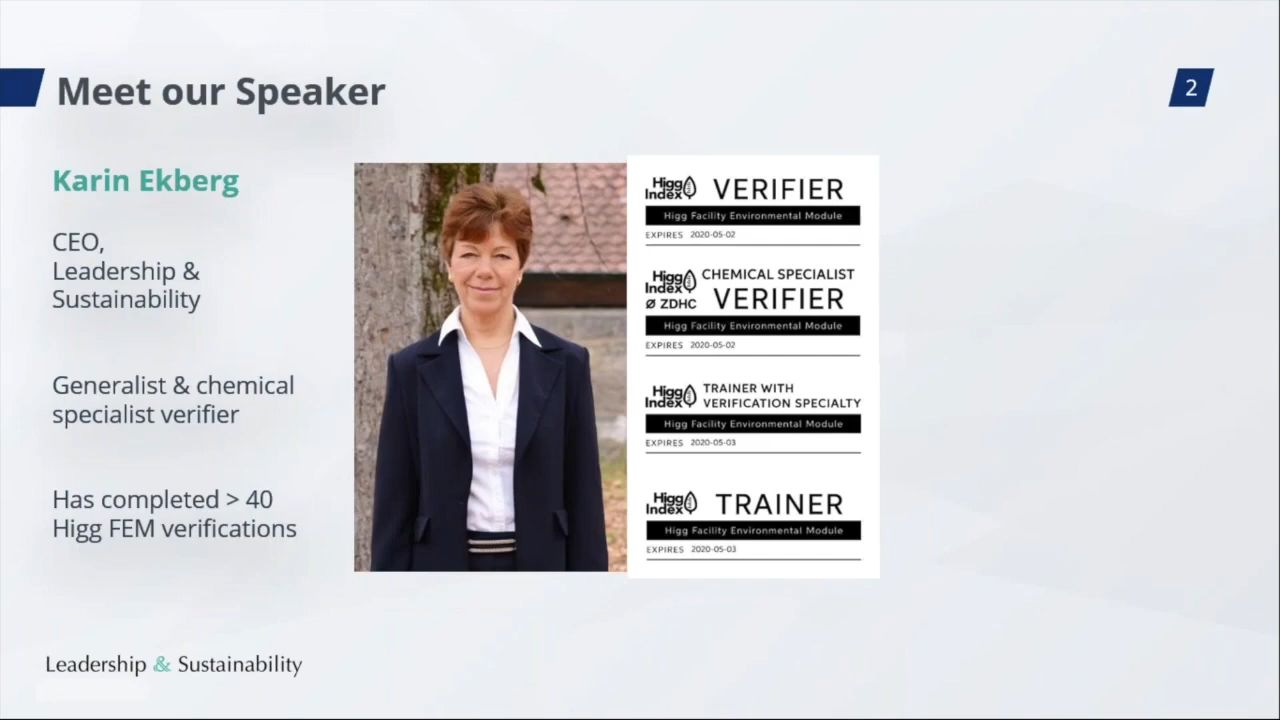 Meet our Speaker
2
Karin Ekberg
CEO,
Leadership &
Sustainability
Generalist & chemical
specialist verifier
Has completed > 40
Higg FEM verifications
Higg
Index
VERIFIER
Higg Facility Environmental Module
EXPIRES 2020-05-02
Higg
Index
CHEMICAL SPECIALIST
Ø ZDHC
VERIFIER
Higg Facility Environmental Module
EXPIRES 2020-05-02
Higg
Index
TRAINER WITH
VERIFICATION SPECIALTY
Higg Facility Environmental Module
EXPIRES 2020-05-03
Higg
Index
TRAINER
Higg Facility Environmental Module
EXPIRES 2020-05-03
Leadership & Sustainability